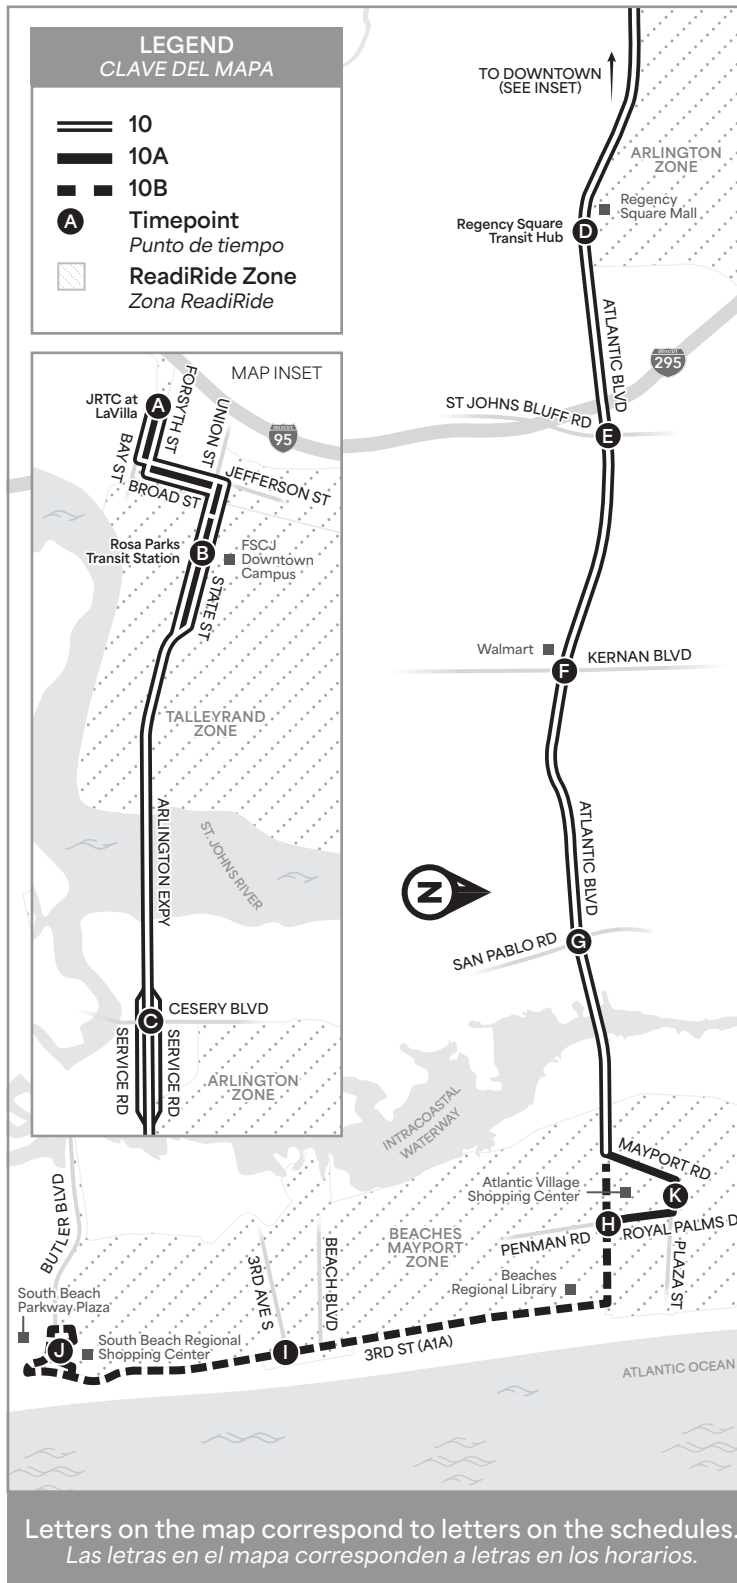 LEGEND
CLAVE DEL MAPA
10
10A
10B
A
Timepoint
Punto de tiempo
ReadiRide Zone
Zona ReadiRide
TO DOWNTOWN
(SEE INSET)
ARLINGTON
ZONE
Regency
Square Mall
Regency Square
Transit Hub
D
ATLANTIC BLVD
295
ST JOHNS BLUFF RD
E
Walmart
F
KERNAN BLVD
ATLANTIC BLVD
N
SAN PABLO RD
G
MAP INSET
JRTC at
LaVilla
A
FORSYTH ST
UNION ST
95
BAY ST
BROAD ST
JEFFERSON ST
Rosa Parks
Transit Station
B
FSCJ
Downtown
Campus
STATE ST
TALLEYRAND
ZONE
ARLINGTON EXPY
ST. JOHNS RIVER
C
CESERY BLVD
SERVICE RD
SERVICE RD
ARLINGTON
ZONE
INTRACOASTAL
WATERWAY
MAYPORT RD
Atlantic Village
Shopping Center
K
H
PENMAN RD
ROYAL PALMS D
PLAZA ST
BEACHES
MAYPORT
ZONE
Beaches
Regional Library
BUTLER BLVD
3RD AVE S
BEACH BLVD
South Beach
Parkway Plaza
J
South Beach Regional
Shopping Center
I
3RD ST (A1A)
ATLANTIC OCEAN
Letters on the map correspond to letters on the schedules.
Las letras en el mapa corresponden a letras en los horarios.